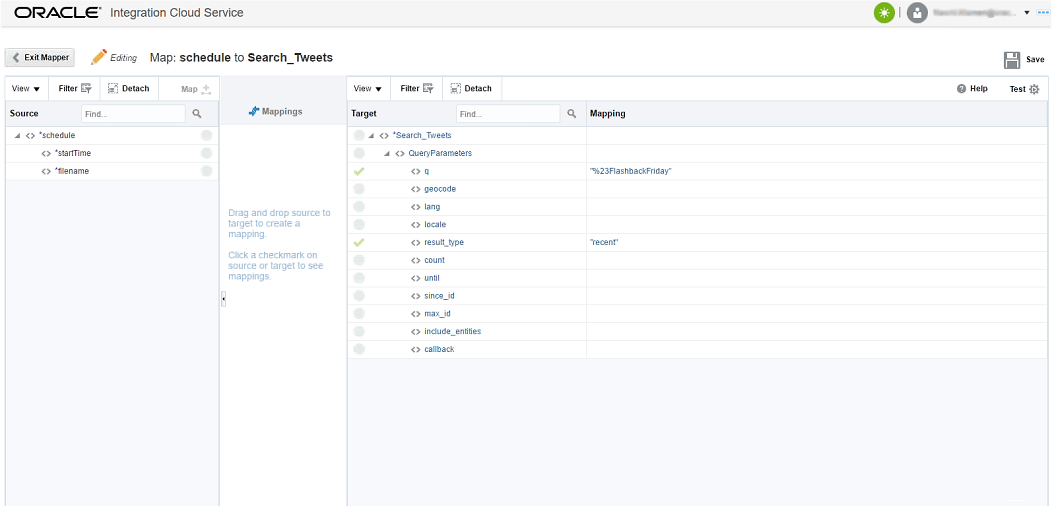 ORACLE® Integration Cloud Service
Exit Mapper Editing Map: schedule to Search_Tweets Save
View Filter Detach Map
Source Find...
*schedule
*startTime
*filename
Mappings
Drag and drop source to
target to create a
mapping.
Click a checkmark on
source or target to see
mappings.
View Filter Detach Help Test
Target Find... Mapping
*Search_Tweets
QueryParameters
q "%23FlashbackFriday"
geocode
lang
locale
result_type "recent"
count
until
since_id
max_id
include_entities
callback